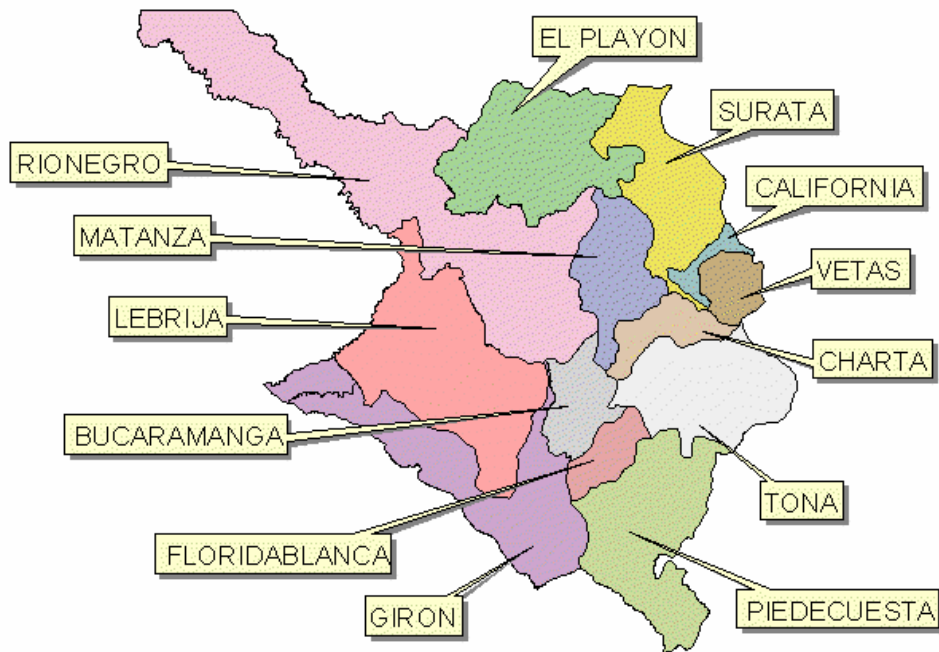 EL PLAYON
SURATA
RIONEGRO
CALIFORNIA
MATANZA
VETAS
LEBRIJA
CHARTA
BUCARAMANGA
TONA
FLORIDABLANCA
GIRON
PIEDECUESTA